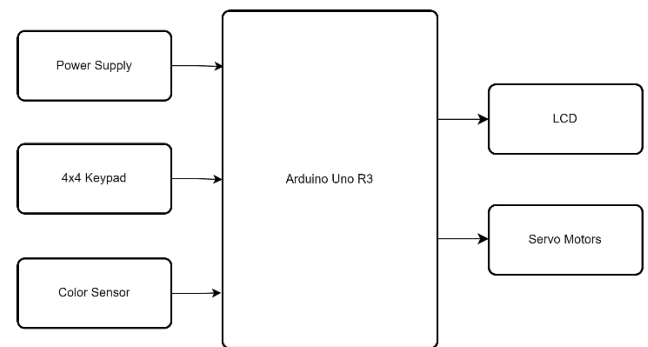 Power Supply
4x4 Keypad
Color Sensor
Arduino Uno R3
LCD
Servo Motors